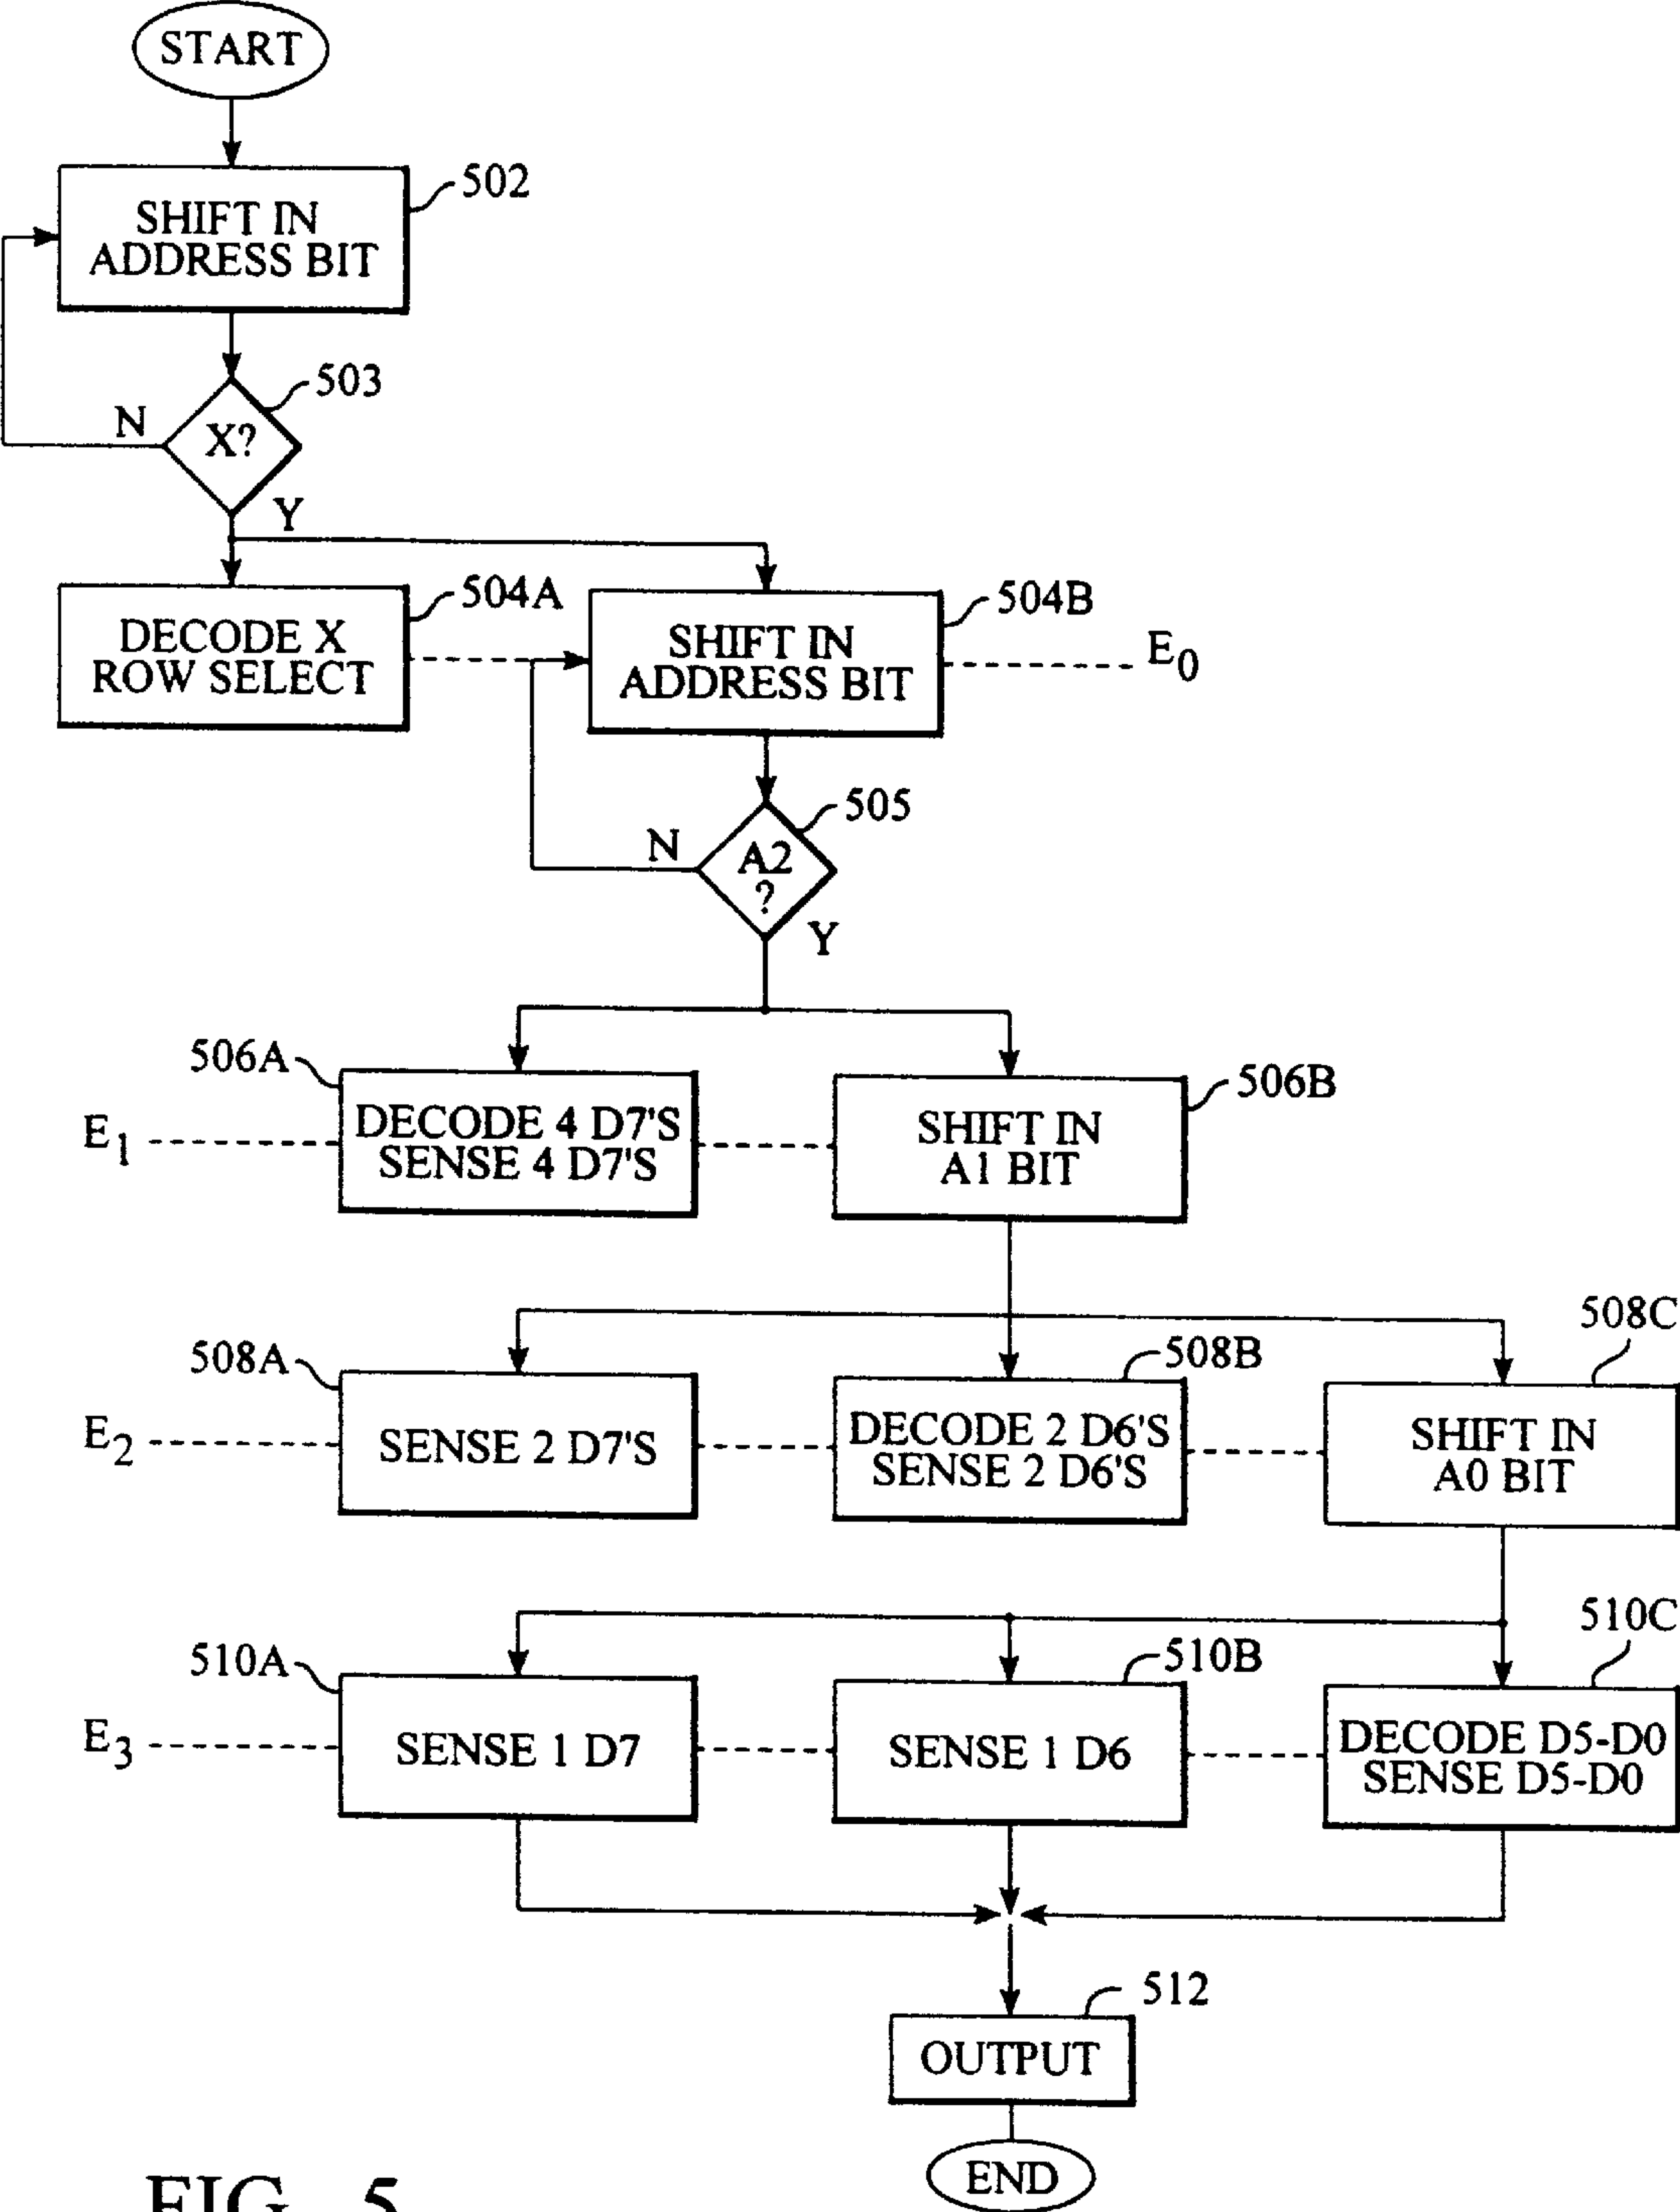 START
502
SHIFT IN
ADDRESS BIT
503
N
X?
Y
504A
DECODE X
ROW SELECT
504B
SHIFT IN
ADDRESS BIT
E0
505
N
A2
?
Y
506A
E1
DECODE 4 D7'S
SENSE 4 D7'S
506B
SHIFT IN
A1 BIT
508A
E2
SENSE 2 D7'S
508B
DECODE 2 D6'S
SENSE 2 D6'S
508C
SHIFT IN
A0 BIT
510A
E3
SENSE 1 D7
510B
SENSE 1 D6
510C
DECODE D5-D0
SENSE D5-D0
512
OUTPUT
END
FIG. 5